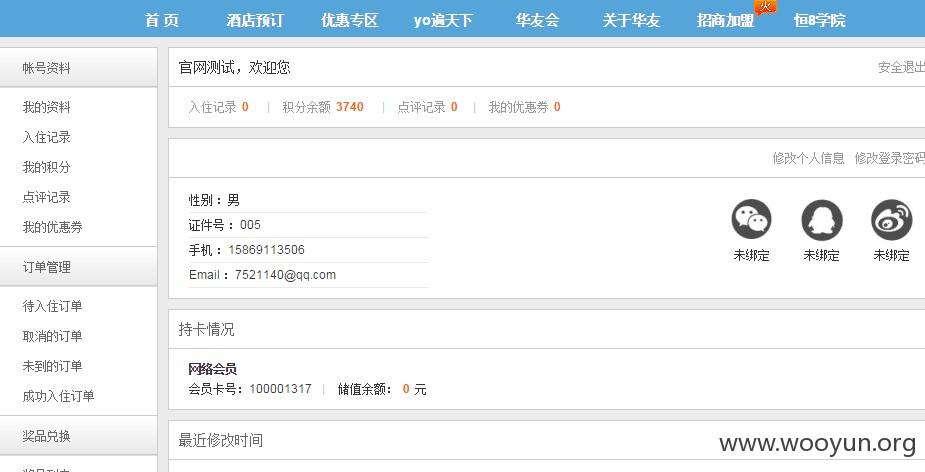 首 页 酒店预订 优惠专区 yo遍天下 华友会 关于华友 招商加盟 火 恒8学院
帐号资料
我的资料
入住记录
我的积分
点评记录
我的优惠券
订单管理
待入住订单
取消的订单
未到的订单
成功入住订单
奖品兑换
官网测试，欢迎您 安全退出
入住记录 0 | 积分余额 3740 | 点评记录 0 | 我的优惠券 0
修改个人信息 修改登录密码
性别：男
证件号：005
手机：15869113506
Email：7521140@qq.com
未绑定 未绑定 未绑定
持卡情况
网络会员
会员卡号：100001317 | 储值余额： 0 元
最近修改时间
www.wooyun.org